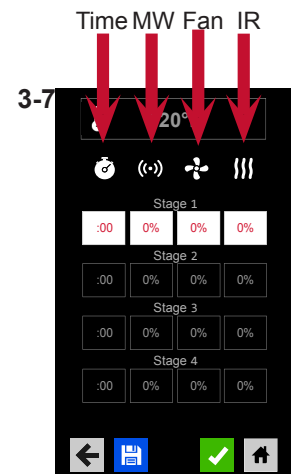 Time MW Fan IR
3-7
20°
Stage 1
:00 0% 0% 0%
Stage 2
:00 0% 0% 0%
Stage 3
:00 0% 0% 0%
Stage 4
:00 0% 0% 0%